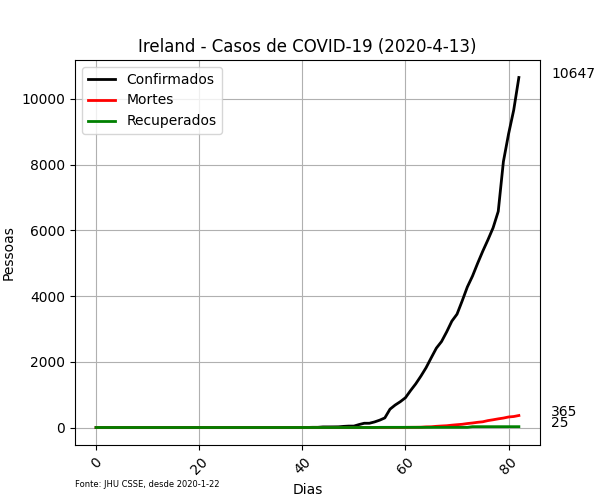 Ireland - Casos de COVID-19 (2020-4-13)
Confirmados
Mortes
Recuperados
10647
10000
8000
6000
4000
2000
0
365
25
Pessoas
0 20 40 60 80
Dias
Fonte: JHU CSSE, desde 2020-1-22